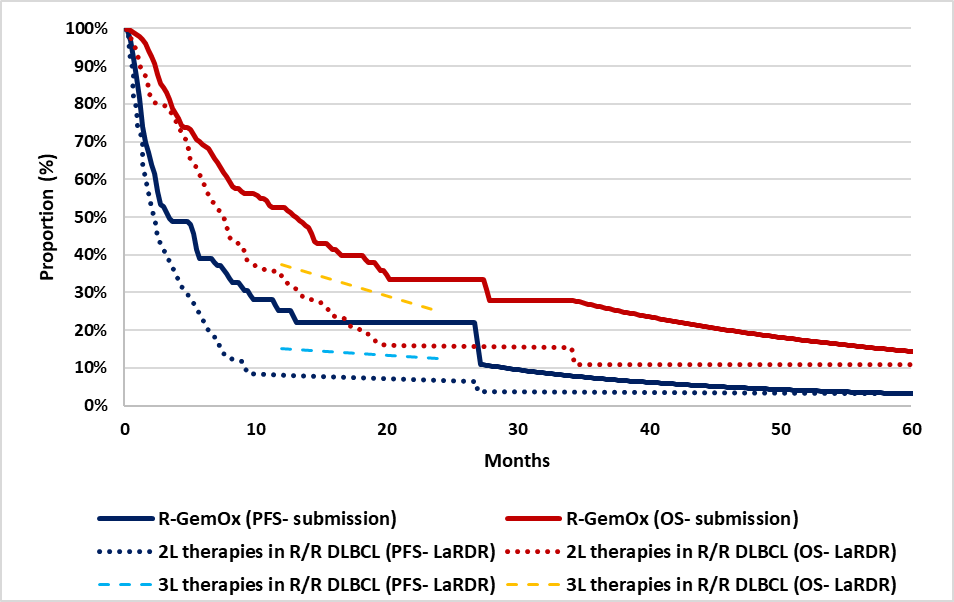 100%
90%
80%
70%
60%
50%
40%
30%
20%
10%
0%
Proportion (%)
0 10 20 30 40 50 60
Months
R-GemOx (PFS- submission) R-GemOx (OS- submission)
2L therapies in R/R DLBCL (PFS- LaRDR) 2L therapies in R/R DLBCL (OS- LaRDR)
3L therapies in R/R DLBCL (PFS- LaRDR) 3L therapies in R/R DLBCL (OS- LaRDR)